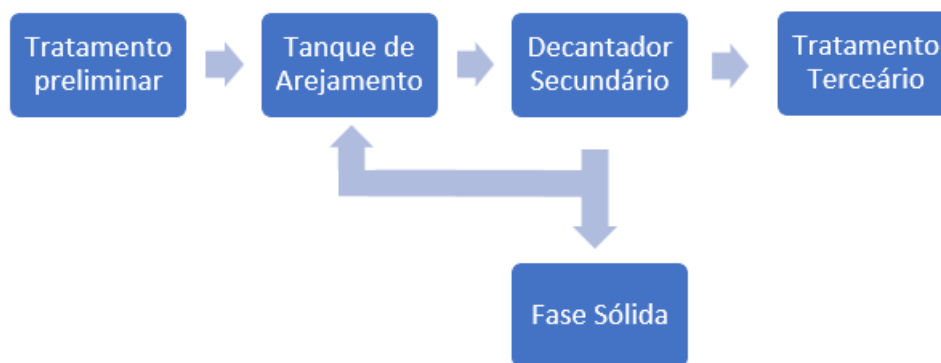 Tratamento
preliminar
Tanque de
Arejamento
Decantador
Secundário
Tratamento
Terceário
Fase Sólida